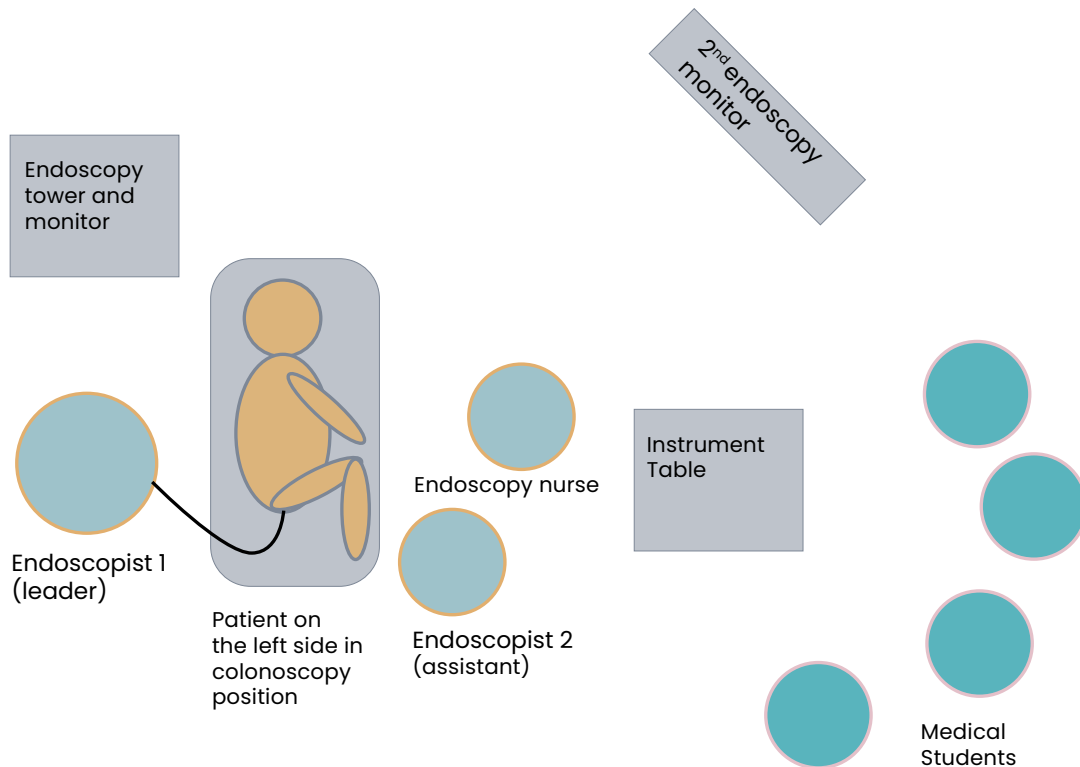 2nd endoscopy
monitor
Endoscopy
tower and
monitor
Instrument
Table
Endoscopy nurse
Endoscopist 1
(leader)
Patient on
the left side in
colonoscopy
position
Endoscopist 2
(assistant)
Medical
Students